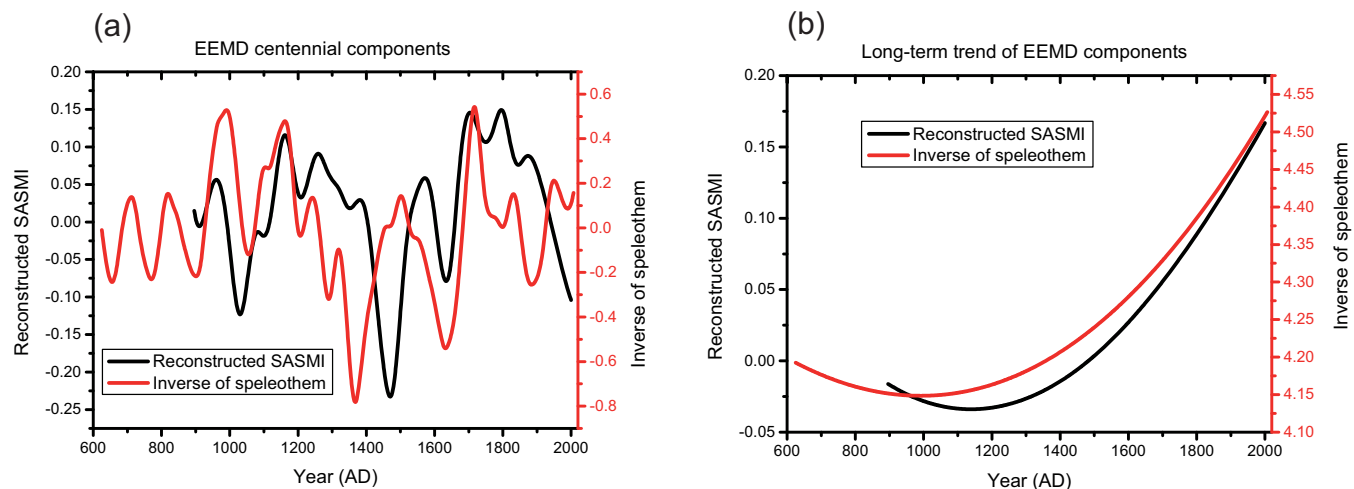 (a)
EEMD centennial components
0.20
0.15
0.10
0.05
0.00
-0.05
-0.10
-0.15
-0.20
-0.25
Reconstructed SASMI
0.6
0.4
0.2
0.0
-0.2
-0.4
-0.6
-0.8
Inverse of speleothem
Reconstructed SASMI
Inverse of speleothem
600 800 1000 1200 1400 1600 1800 2000
Year (AD)
(b)
Long-term trend of EEMD components
0.20
0.15
0.10
0.05
0.00
-0.05
Reconstructed SASMI
4.55
4.50
4.45
4.40
4.35
4.30
4.25
4.20
4.15
4.10
Inverse of speleothem
Reconstructed SASMI
Inverse of speleothem
600 800 1000 1200 1400 1600 1800 2000
Year (AD)